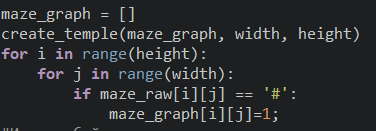 maze_graph = []
create_temple(maze_graph, width, height)
for i in range(height):
    for j in range(width):
        if maze_raw[i][j] == '#':
            maze_graph[i][j]=1;